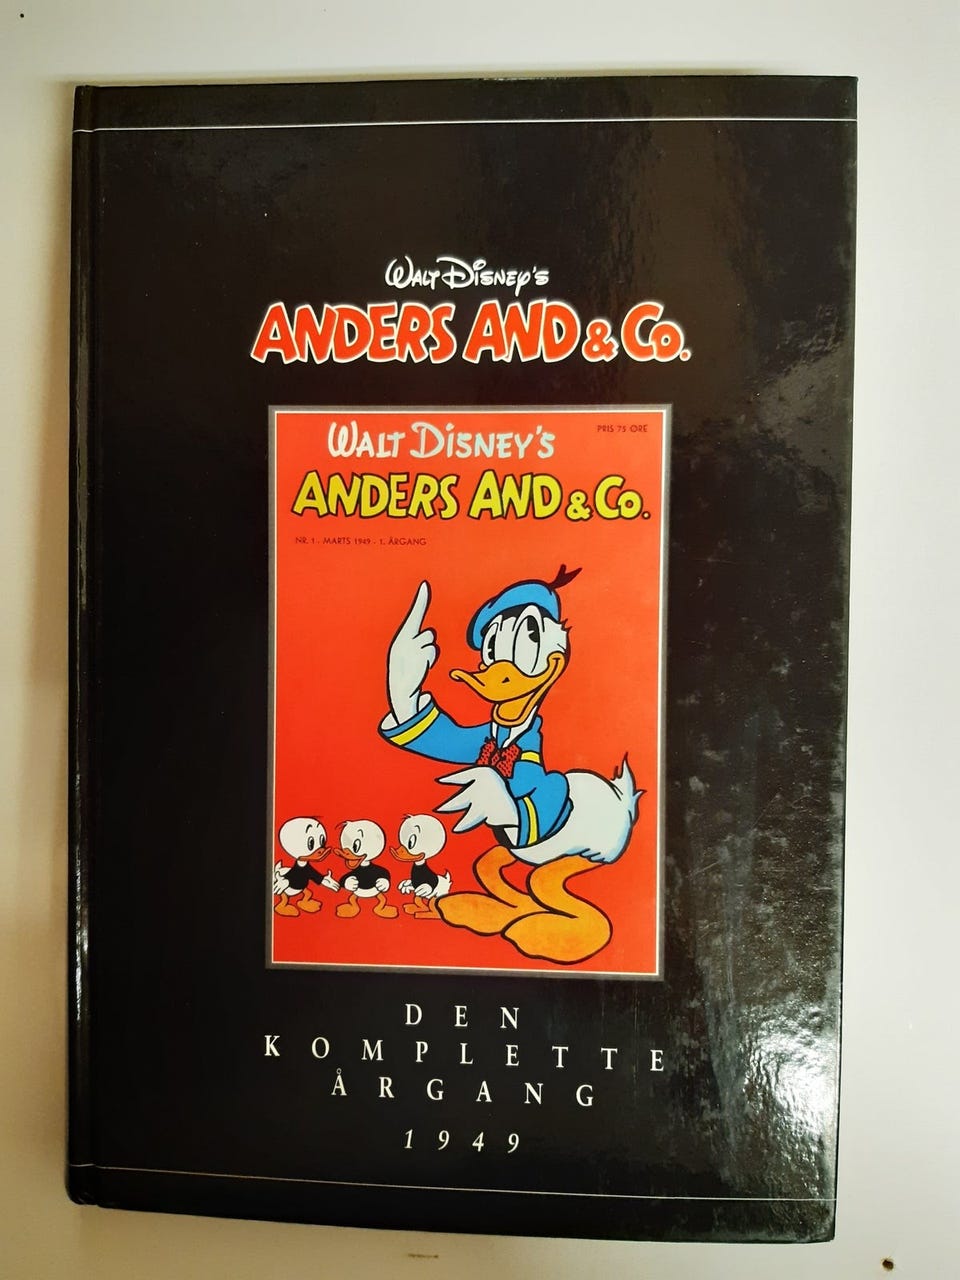 WALT DISNEY'S
ANDERS AND & CO.
WALT DISNEY'S
PRIS 75 ØRE
ANDERS AND & CO.
NR. 1 - MARTS 1949 - 1. ÅRGANG
DEN
KOMPLETTE
ÅRGANG
1949